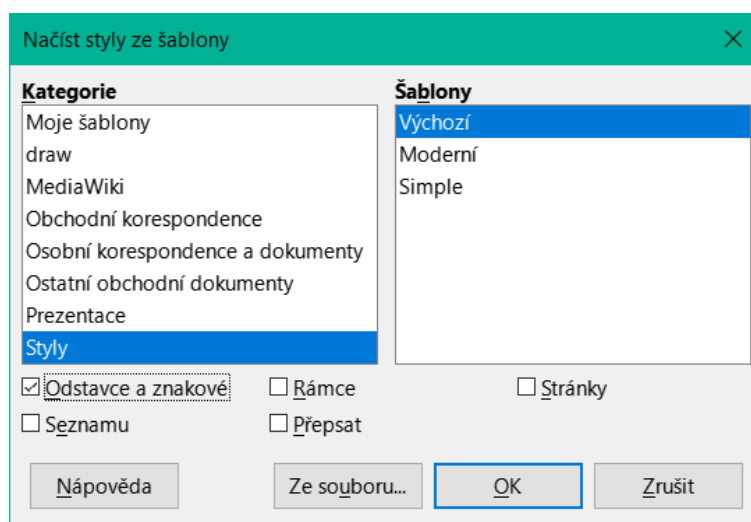 Načíst styly ze šablony
Kategorie
Šablony
Moje šablony
draw
MediaWiki
Obchodní korespondence
Osobní korespondence a dokumenty
Ostatní obchodní dokumenty
Prezentace
Styly
Výchozí
Moderní
Simple
Odstavce a znakové
Rámce
Stránky
Seznamu
Přepsat
Nápověda
Ze souboru...
OK
Zrušit